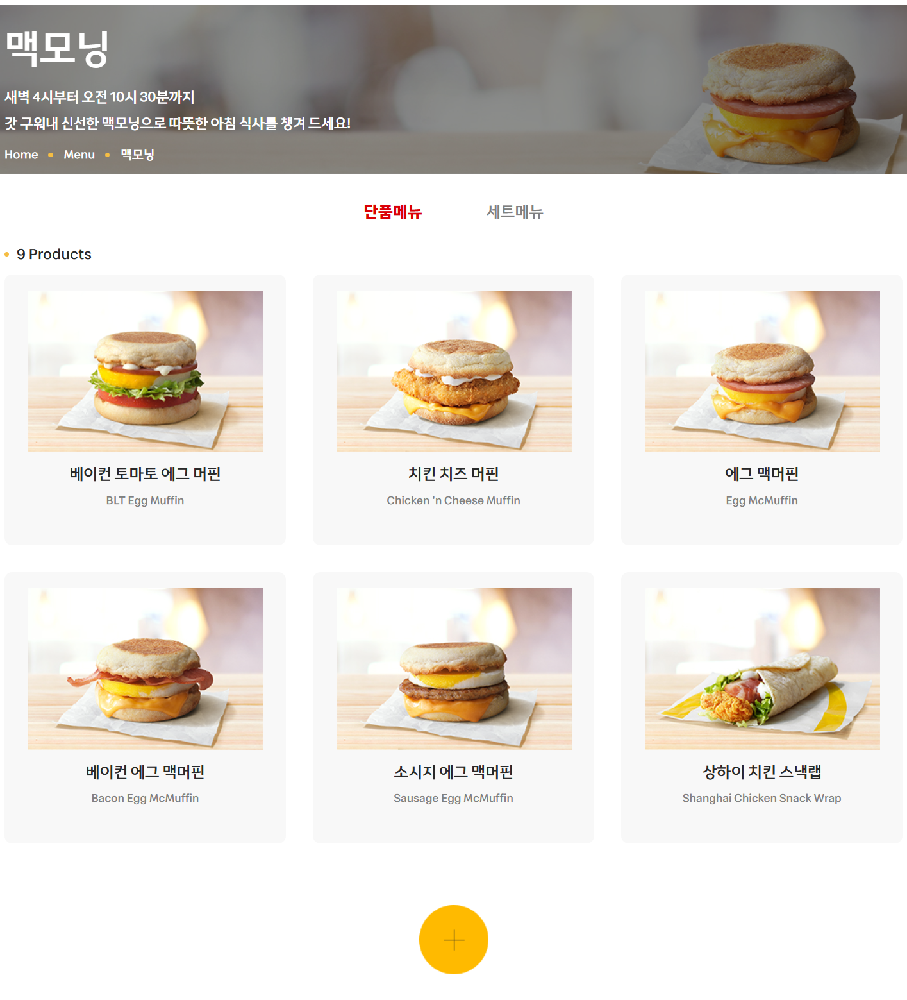 맥모닝
새벽 4시부터 오전 10시 30분까지
갓 구워내 신선한 맥모닝으로 따뜻한 아침 식사를 챙겨 드세요!
Home • Menu • 맥모닝
단품메뉴 세트메뉴
• 9 Products
베이컨 토마토 에그 머핀
BLT Egg Muffin
치킨 치즈 머핀
Chicken 'n Cheese Muffin
에그 맥머핀
Egg McMuffin
베이컨 에그 맥머핀
Bacon Egg McMuffin
소시지 에그 맥머핀
Sausage Egg McMuffin
상하이 치킨 스낵랩
Shanghai Chicken Snack Wrap